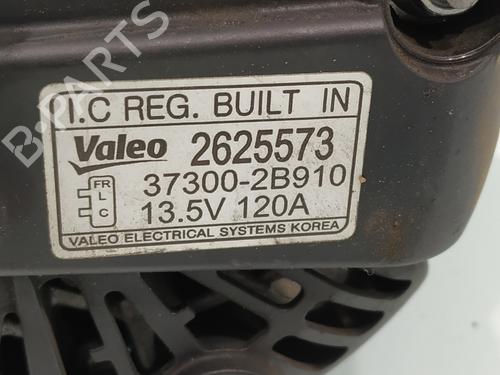 B-PARTS
I.C REG. BUILT IN
Valeo 2625573
FR
L
C
37300-2B910
13.5V 120A
VALEO ELECTRICAL SYSTEMS KOREA